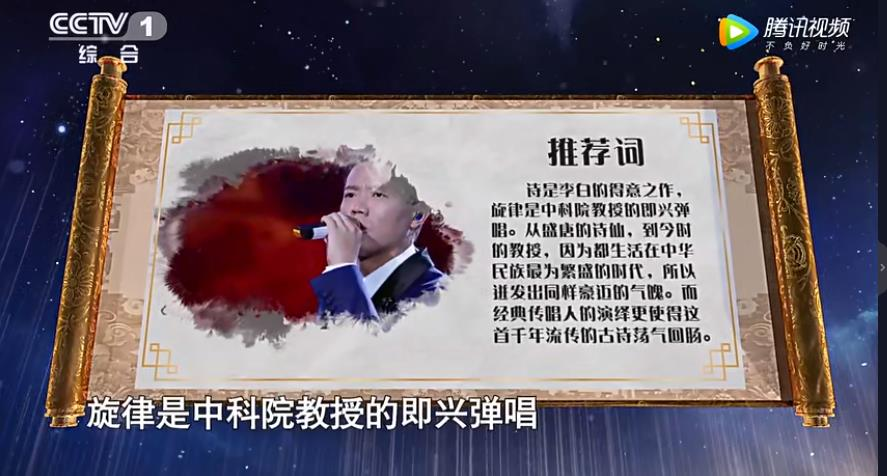 CCTV 1
综合
腾讯视频
不负好时光
推荐词
诗是李白的得意之作，
旋律是中科院教授的即兴弹
唱。从盛唐的诗仙，到今时
的教授，因为都生活在中华
民族最为繁盛的时代，所以
迸发出同样豪迈的气魄。而
经典传唱人的演绎更使得这
首千年流传的古诗荡气回肠。
旋律是中科院教授的即兴弹唱